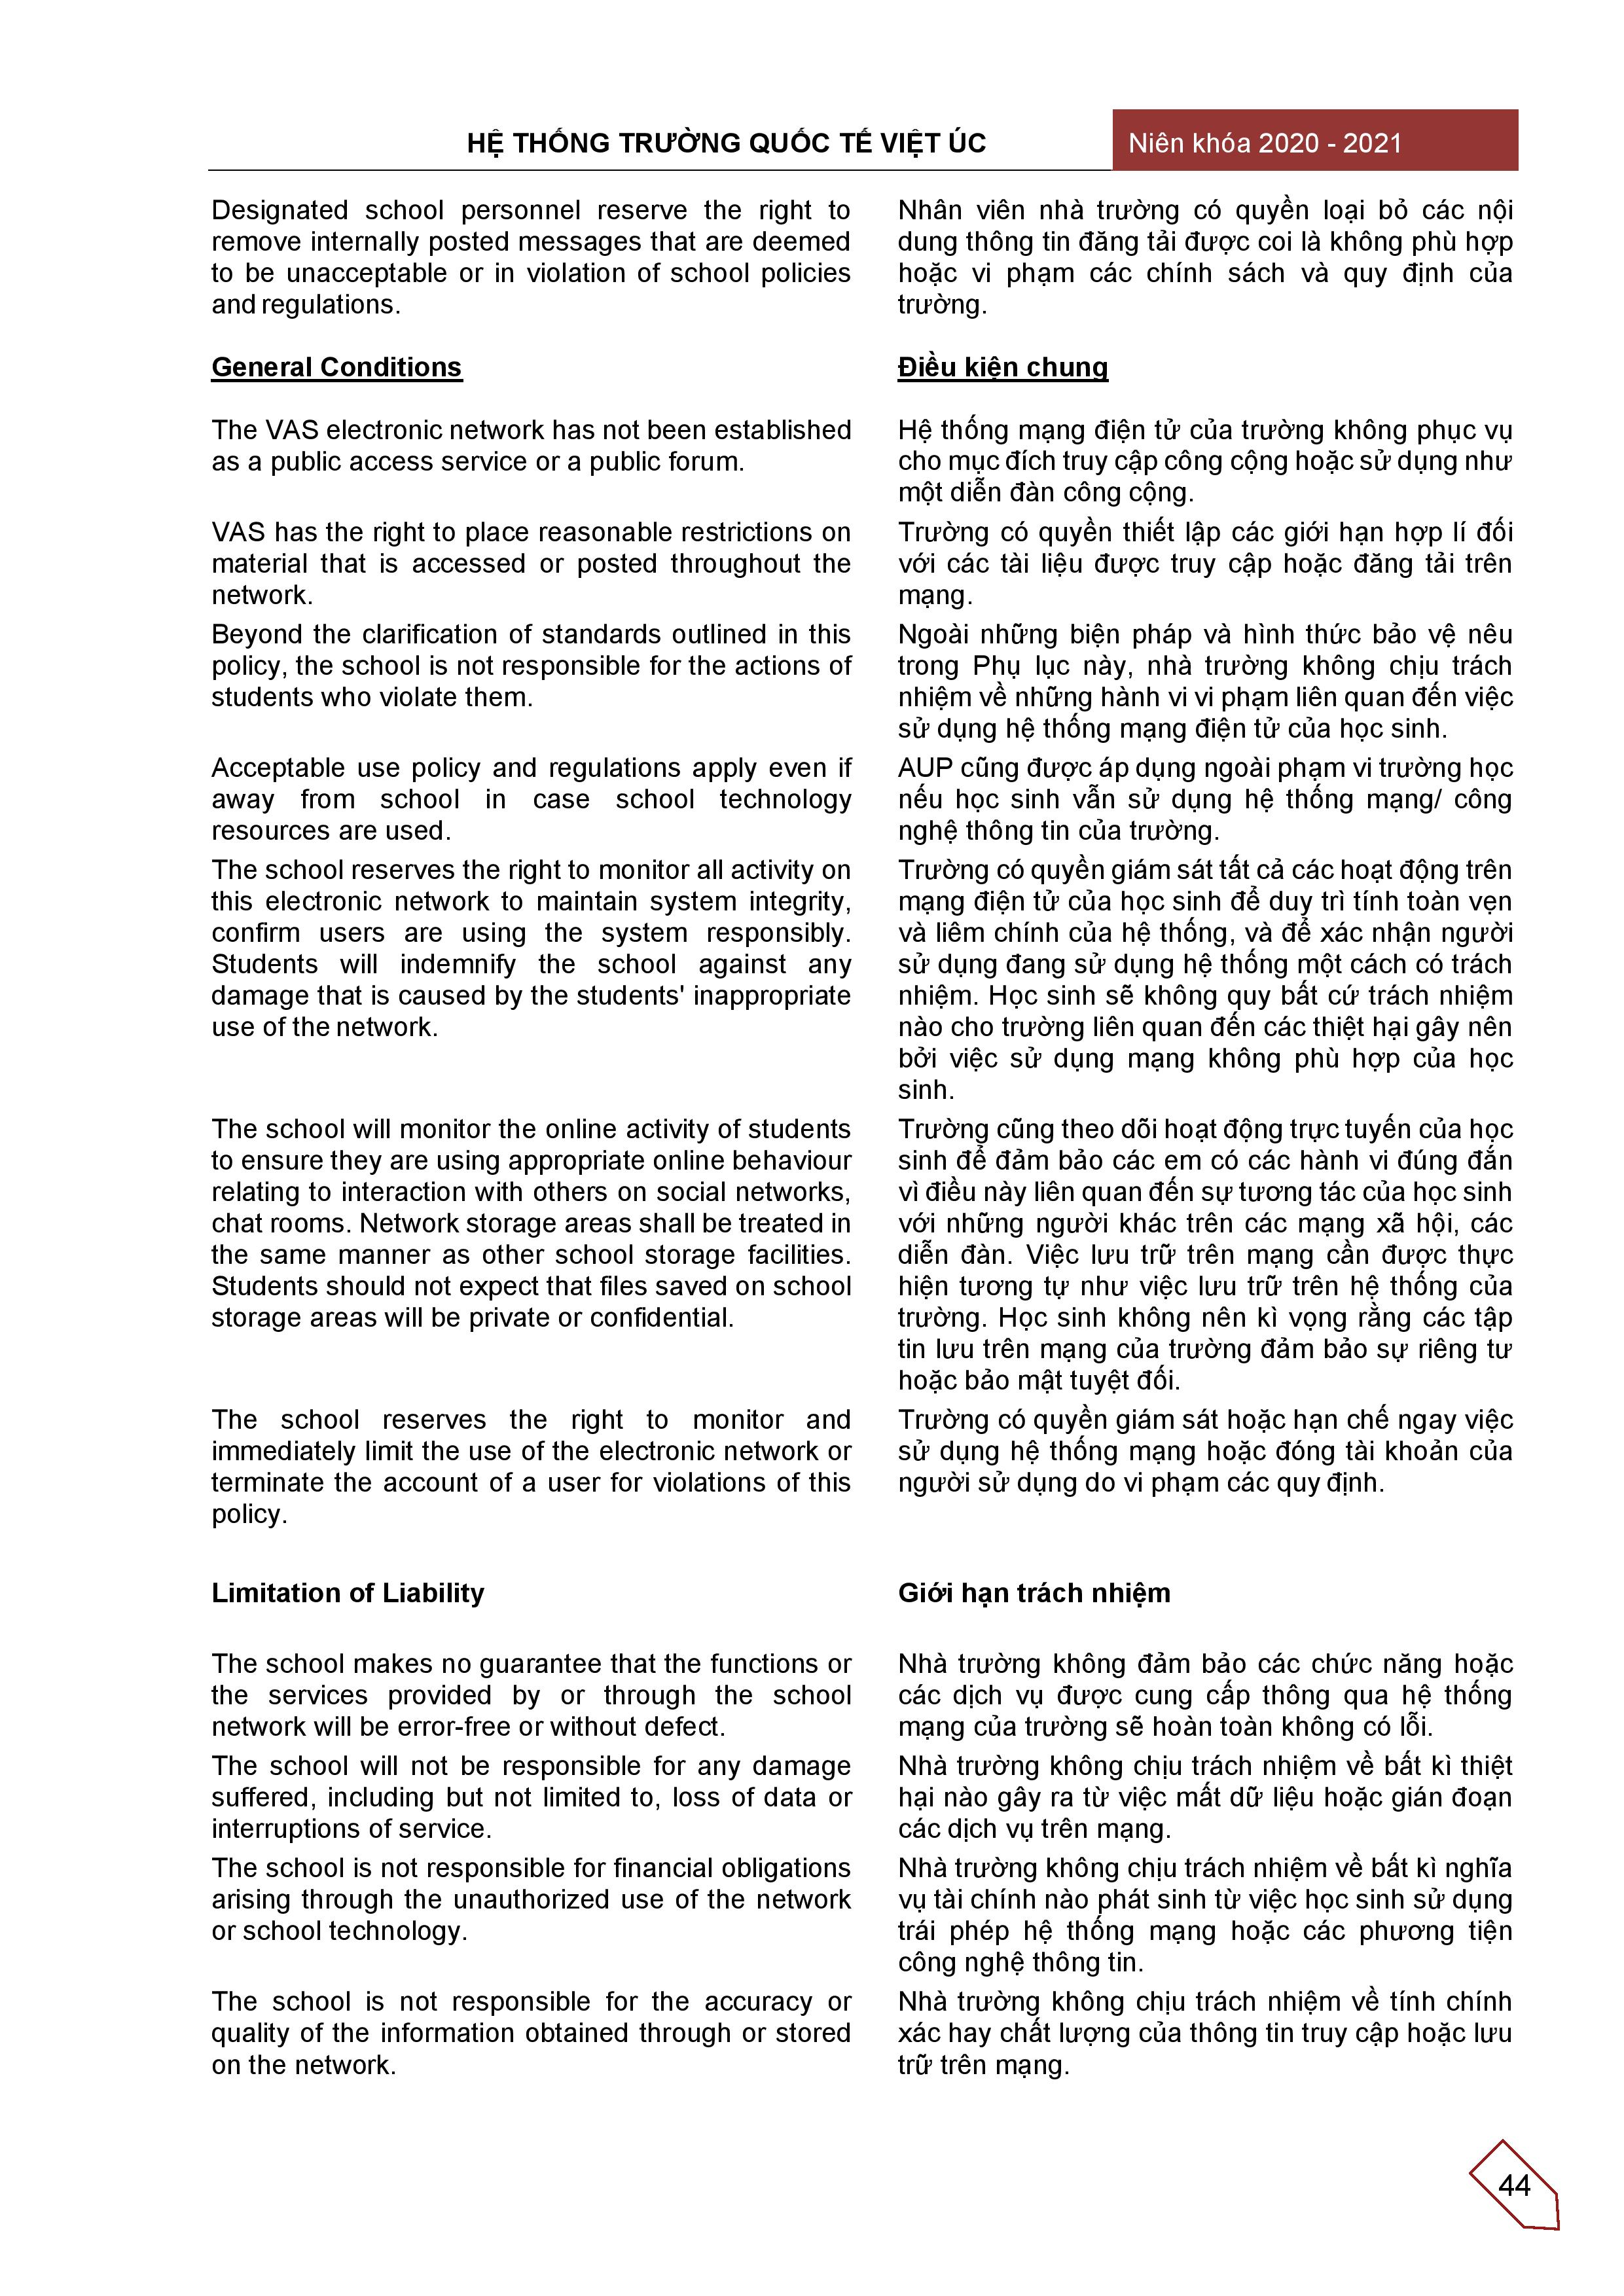 HỆ THỐNG TRƯỜNG QUỐC TẾ VIỆT ÚC
Niên khóa 2020 - 2021
Designated school personnel reserve the right to
remove internally posted messages that are deemed
to be unacceptable or in violation of school policies
and regulations.
Nhân viên nhà trường có quyền loại bỏ các nội
dung thông tin đăng tải được coi là không phù hợp
hoặc vi phạm các chính sách và quy định của
trường.
General Conditions
Điều kiện chung
The VAS electronic network has not been established
as a public access service or a public forum.
Hệ thống mạng điện tử của trường không phục vụ
cho mục đích truy cập công cộng hoặc sử dụng như
một diễn đàn công cộng.
VAS has the right to place reasonable restrictions on
material that is accessed or posted throughout the
network.
Trường có quyền thiết lập các giới hạn hợp lí đối
với các tài liệu được truy cập hoặc đăng tải trên
mạng.
Beyond the clarification of standards outlined in this
policy, the school is not responsible for the actions of
students who violate them.
Ngoài những biện pháp và hình thức bảo vệ nêu
trong Phụ lục này, nhà trường không chịu trách
nhiệm về những hành vi vi phạm liên quan đến việc
sử dụng hệ thống mạng điện tử của học sinh.
Acceptable use policy and regulations apply even if
away from school in case school technology
resources are used.
AUP cũng được áp dụng ngoài phạm vi trường học
nếu học sinh vẫn sử dụng hệ thống mạng/ công
nghệ thông tin của trường.
The school reserves the right to monitor all activity on
this electronic network to maintain system integrity,
confirm users are using the system responsibly.
Students will indemnify the school against any
damage that is caused by the students' inappropriate
use of the network.
Trường có quyền giám sát tất cả các hoạt động trên
mạng điện tử của học sinh để duy trì tính toàn vẹn
và liêm chính của hệ thống, và để xác nhận người
sử dụng đang sử dụng hệ thống một cách có trách
nhiệm. Học sinh sẽ không quy bất cứ trách nhiệm
nào cho trường liên quan đến các thiệt hại gây nên
bởi việc sử dụng mạng không phù hợp của học
sinh.
The school will monitor the online activity of students
to ensure they are using appropriate online behaviour
relating to interaction with others on social networks,
chat rooms. Network storage areas shall be treated in
the same manner as other school storage facilities.
Students should not expect that files saved on school
storage areas will be private or confidential.
Trường cũng theo dõi hoạt động trực tuyến của học
sinh để đảm bảo các em có các hành vi đúng đắn
vì điều này liên quan đến sự tương tác của học sinh
với những người khác trên các mạng xã hội, các
diễn đàn. Việc lưu trữ trên mạng cần được thực
hiện tương tự như việc lưu trữ trên hệ thống của
trường. Học sinh không nên kì vọng rằng các tập
tin lưu trên mạng của trường đảm bảo sự riêng tư
hoặc bảo mật tuyệt đối.
The school reserves the right to monitor and
immediately limit the use of the electronic network or
terminate the account of a user for violations of this
policy.
Trường có quyền giám sát hoặc hạn chế ngay việc
sử dụng hệ thống mạng hoặc đóng tài khoản của
người sử dụng do vi phạm các quy định.
Limitation of Liability
Giới hạn trách nhiệm
The school makes no guarantee that the functions or
the services provided by or through the school
network will be error-free or without defect.
Nhà trường không đảm bảo các chức năng hoặc
các dịch vụ được cung cấp thông qua hệ thống
mạng của trường sẽ hoàn toàn không có lỗi.
The school will not be responsible for any damage
suffered, including but not limited to, loss of data or
interruptions of service.
Nhà trường không chịu trách nhiệm về bất kì thiệt
hại nào gây ra từ việc mất dữ liệu hoặc gián đoạn
các dịch vụ trên mạng.
The school is not responsible for financial obligations
arising through the unauthorized use of the network
or school technology.
Nhà trường không chịu trách nhiệm về bất kì nghĩa
vụ tài chính nào phát sinh từ việc học sinh sử dụng
trái phép hệ thống mạng hoặc các phương tiện
công nghệ thông tin.
The school is not responsible for the accuracy or
quality of the information obtained through or stored
on the network.
Nhà trường không chịu trách nhiệm về tính chính
xác hay chất lượng của thông tin truy cập hoặc lưu
trữ trên mạng.
44